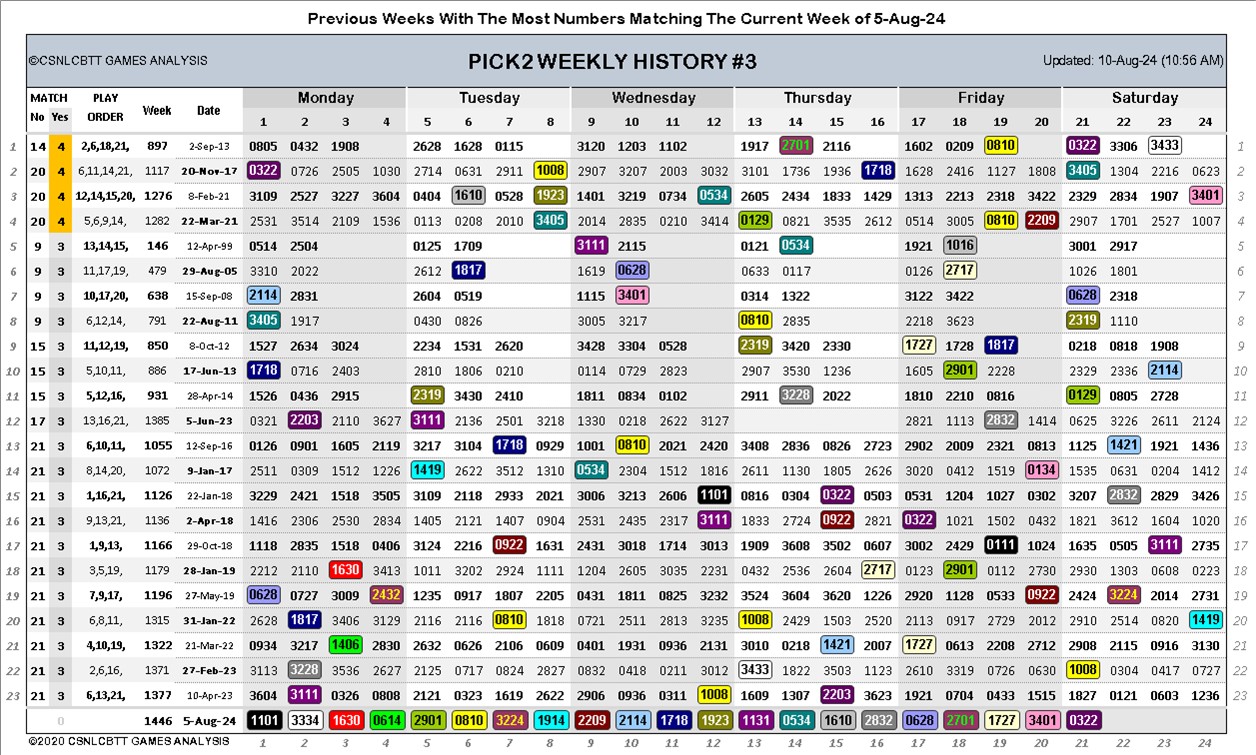 Previous Weeks With The Most Numbers Matching The Current Week of 5-Aug-24
©CSNLCBTT GAMES ANALYSIS PICK2 WEEKLY HISTORY #3 Updated: 10-Aug-24 (10:56 AM)
MATCH PLAY Week Date Monday Tuesday Wednesday Thursday Friday Saturday
No Yes ORDER 1 2 3 4 5 6 7 8 9 10 11 12 13 14 15 16 17 18 19 20 21 22 23 24
1 14 4 2,6,18,21, 897 2-Sep-13 0805 0432 1908 2628 1628 0115 3120 1203 1102 1917 2701 2116 1602 0209 0810 0322 3306 3433 1
2 20 4 6,11,14,21, 1117 20-Nov-17 0322 0726 2505 1030 2714 0631 2911 1008 2907 3207 2003 3032 3101 1736 1936 1718 1628 2416 1127 1808 3405 1304 2216 0623 2
3 20 4 12,14,15,20, 1276 8-Feb-21 3109 2527 3227 3604 0404 1610 0528 1923 1401 3219 0734 0534 2605 2434 1833 1429 1313 2213 2318 3422 2329 2834 1907 3401 3
4 20 4 5,6,9,14, 1282 22-Mar-21 2531 3514 2109 1536 0113 0208 2010 3405 2014 2835 0210 3414 0129 0821 3535 2612 0514 3005 0810 2209 2907 1701 2527 1007 4
5 9 3 13,14,15, 146 12-Apr-99 0514 2504 0125 1709 3111 2115 0121 0534 1921 1016 3001 2917 5
6 9 3 11,17,19, 479 29-Aug-05 3310 2022 2612 1817 1619 0628 0633 0117 0126 2717 1026 1801 6
7 9 3 10,17,20, 638 15-Sep-08 2114 2831 2604 0519 1115 3401 0314 1322 3122 3422 0628 2318 7
8 9 3 6,12,14, 791 22-Aug-11 3405 1917 0430 0826 3005 3217 0810 2835 2218 3623 2319 1110 8
9 15 3 11,12,19, 850 8-Oct-12 1527 2634 3024 2234 1531 2620 3428 3304 0528 2319 3420 2330 1727 1728 1817 0218 0818 1908 9
10 15 3 5,10,11, 886 17-Jun-13 1718 0716 2403 2810 1806 0210 0114 0729 2823 2907 3530 1236 1605 2901 2228 2329 2336 2114 10
11 15 3 5,12,16, 931 28-Apr-14 1526 0436 2915 2319 3430 2410 1811 0834 0102 2911 3228 2022 1810 2210 0816 0129 0805 2728 11
12 17 3 13,16,21, 1385 5-Jun-23 0321 2203 2110 3627 3111 2136 2501 3218 1330 0218 2622 3127 2821 1113 2832 1414 0625 3226 2611 2124 12
13 21 3 6,10,11, 1055 12-Sep-16 0126 0901 1605 2119 3217 3104 1718 0929 1001 0810 2021 2420 3408 2836 0826 2723 2902 2109 2321 0813 1125 1421 1921 1436 13
14 21 3 8,14,20, 1072 9-Jan-17 2511 0309 1512 1226 1419 6622 3512 1310 0534 2304 1512 1816 2611 1130 1805 2626 3020 0412 1519 0134 1535 0631 0204 1412 14
15 21 3 1,16,21, 1126 22-Jan-18 3229 2421 1518 3505 3109 2118 2933 2021 3006 3213 2606 1101 0816 0304 0322 0503 0531 1204 1027 0302 3207 2832 2829 3426 15
16 21 3 9,13,21, 1136 2-Apr-18 1416 2306 2530 2834 1405 2121 1407 0904 2531 2435 2317 3111 1833 2724 0922 2821 0322 1021 1502 0432 1821 3612 1604 1020 16
17 21 3 1,9,13, 1166 29-Oct-18 1118 2835 1518 0406 3124 2216 0922 1631 2431 3018 1714 3013 1909 3608 3502 0607 3002 2429 0111 1024 1635 0505 3111 2735 17
18 21 3 3,5,19, 1179 28-Jan-19 2212 2110 1630 3413 1011 3202 2924 1111 1204 2605 3035 2231 0432 2536 2604 2717 0123 2901 0112 2730 2930 1303 0608 0223 18
19 21 3 7,9,17, 1196 27-May-19 0628 0727 3009 2432 1235 0917 1807 2205 0431 1811 0825 3232 3524 3604 3620 1226 2920 1128 0533 0922 2424 3224 2014 2731 19
20 21 3 6,8,11, 1315 31-Jan-22 2628 1817 3406 3129 2116 2116 0810 1808 0721 2511 2813 3235 1008 2429 1503 2520 2113 0917 2729 2012 2910 2514 0820 1419 20
21 21 3 4,10,19, 1322 21-Mar-22 0934 3217 1406 2830 2632 0626 2106 0609 0401 1931 0936 2131 3010 0218 1421 2107 1727 0613 2208 2712 2908 2115 0916 3130 21
22 21 3 2,6,16, 1371 27-Feb-23 3113 3228 3536 2627 2125 0717 0824 2827 0832 0418 0211 3012 3433 1822 3503 1123 2610 3319 0726 0630 1008 0304 0417 0727 22
23 21 3 6,13,21, 1377 10-Apr-23 3604 3111 0326 0808 2121 0323 1619 2622 2906 0936 0311 1008 1609 1307 2203 3623 1921 0704 0433 1515 1827 0121 0603 1236 23
0 1446 5-Aug-24 1101 3334 1630 0614 2901 0810 3224 1914 2209 2114 1718 1923 1131 0534 1610 2832 0628 2701 1727 3401 0322
©2020 CSNLCBTT GAMES ANALYSIS 1 2 3 4 5 6 7 8 9 10 11 12 13 14 15 16 17 18 19 20 21 22 23 24